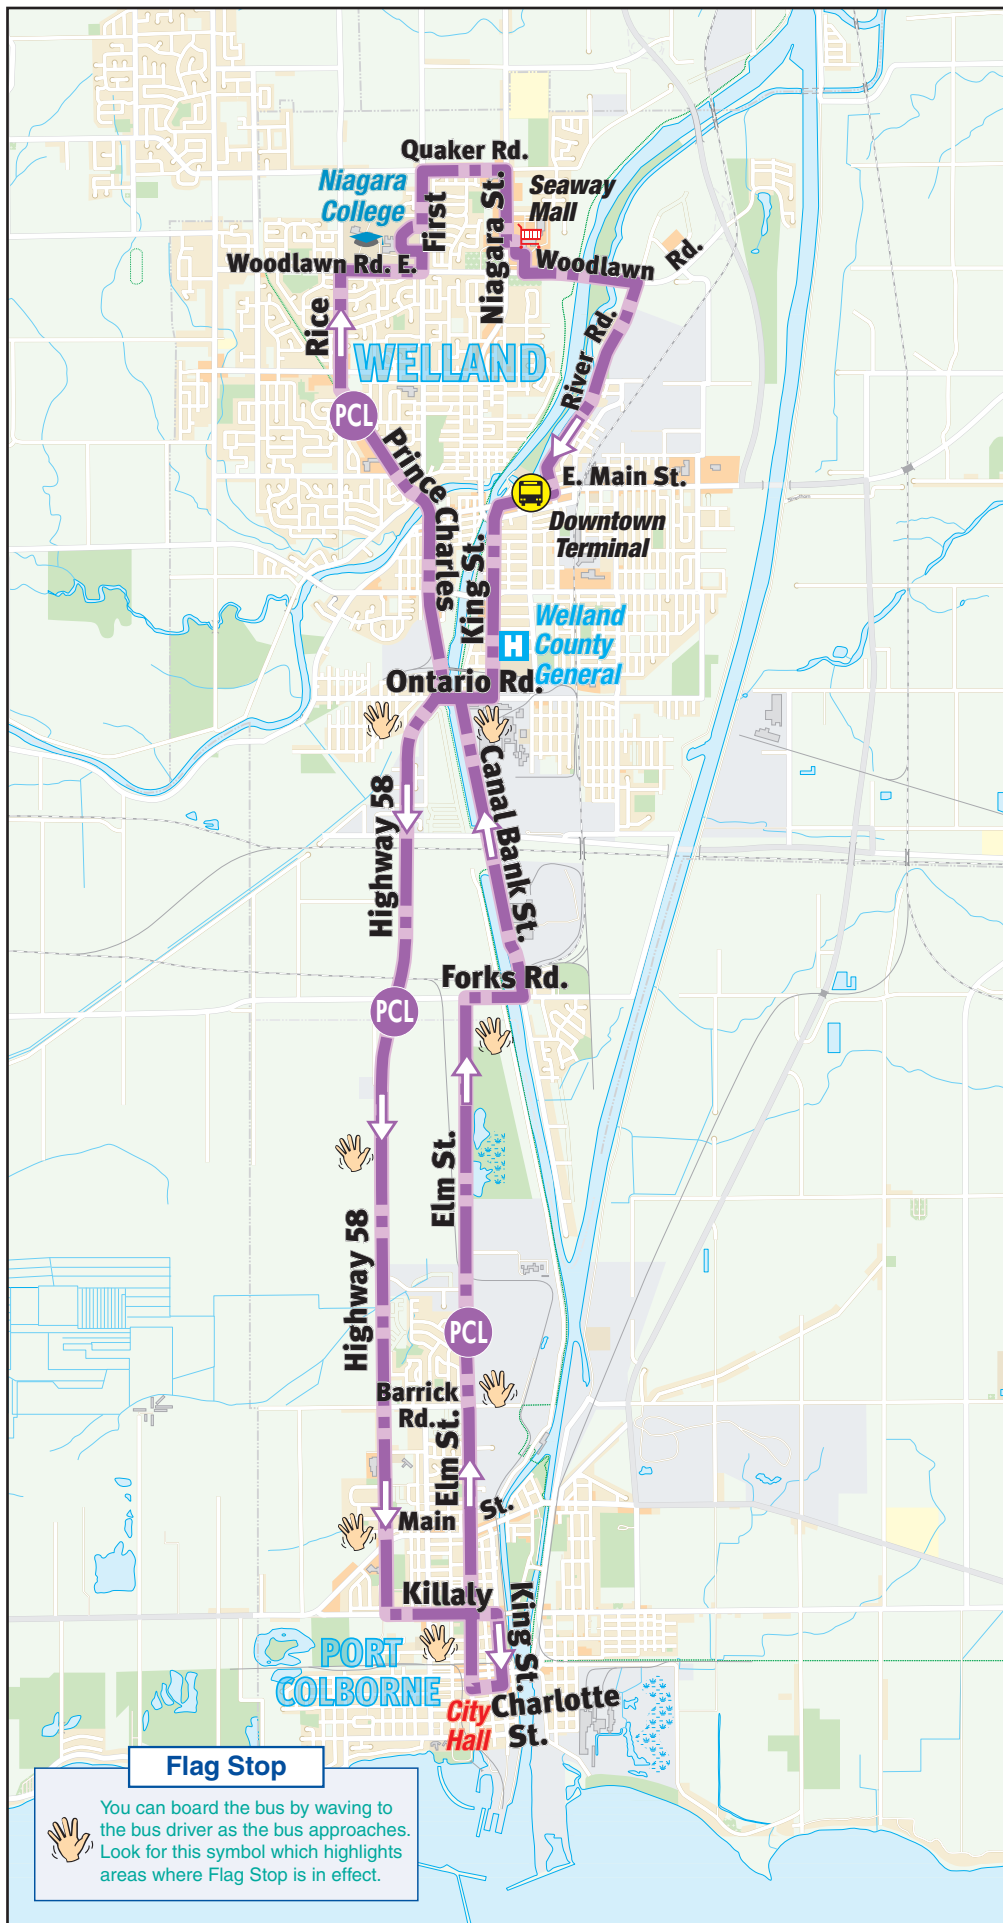 Quaker Rd.
Niagara
College
First
Niagara St.
Seaway
Mall
Woodlawn Rd. E.
Woodlawn
Rd.
Rice
River Rd.
WELLAND
PCL
Prince Charles
E. Main St.
Downtown
Terminal
King St.
H
Welland
County
General
Ontario Rd.
Highway 58
Canal Bank St.
Forks Rd.
PCL
Elm St.
Highway 58
PCL
Barrick
Rd.
Elm St.
Main
St.
Killaly
King St.
PORT
COLBORNE
City
Hall
Charlotte
St.
Flag Stop
You can board the bus by waving to
the bus driver as the bus approaches.
Look for this symbol which highlights
areas where Flag Stop is in effect.